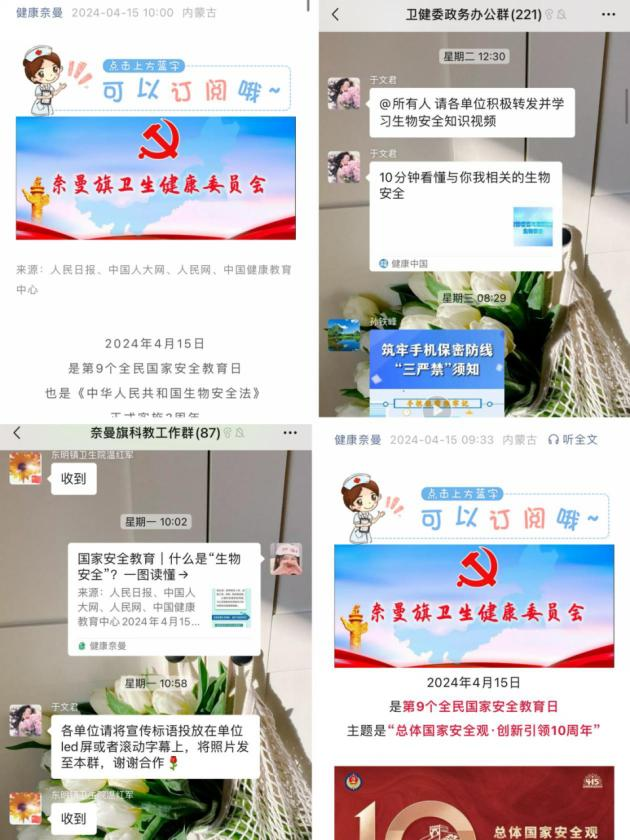 健康奈曼 2024-04-15 10:00 内蒙古
点击上方蓝字
可以订阅哦~
奈曼旗卫生健康委员会
来源：人民日报、中国人大网、人民网、中国健康教育
中心
2024年4月15日
是第9个全民国家安全教育日
也是《中华人民共和国生物安全法》
正式实施3周年
卫健委政务办公群(221)
星期二 12:30
于文君
@所有人 请各单位积极转发并学
习生物安全知识视频
于文君
10分钟看懂与你我相关的生物
安全
健康中国
星期三 08:29
孙铁峰
筑牢手机保密防线
“三严禁”须知
奈曼旗科教工作群(87)
东明镇卫生院温红军
收到
星期一 10:02
国家安全教育｜什么是“生物
安全”？一图读懂→
来源：人民日报、中国人
大网、人民网、中国健康
教育中心 2024年4月15...
健康奈曼
星期一 10:58
于文君
各单位请将宣传标语投放在单位
led屏或者滚动字幕上，将照片发
至本群，谢谢合作🌹
东明镇卫生院温红军
收到
健康奈曼 2024-04-15 09:33 内蒙古 听全文
点击上方蓝字
可以订阅哦~
奈曼旗卫生健康委员会
2024年4月15日
是第9个全民国家安全教育日
主题是“总体国家安全观·创新引领10周年”
415
10
总体国家安全观